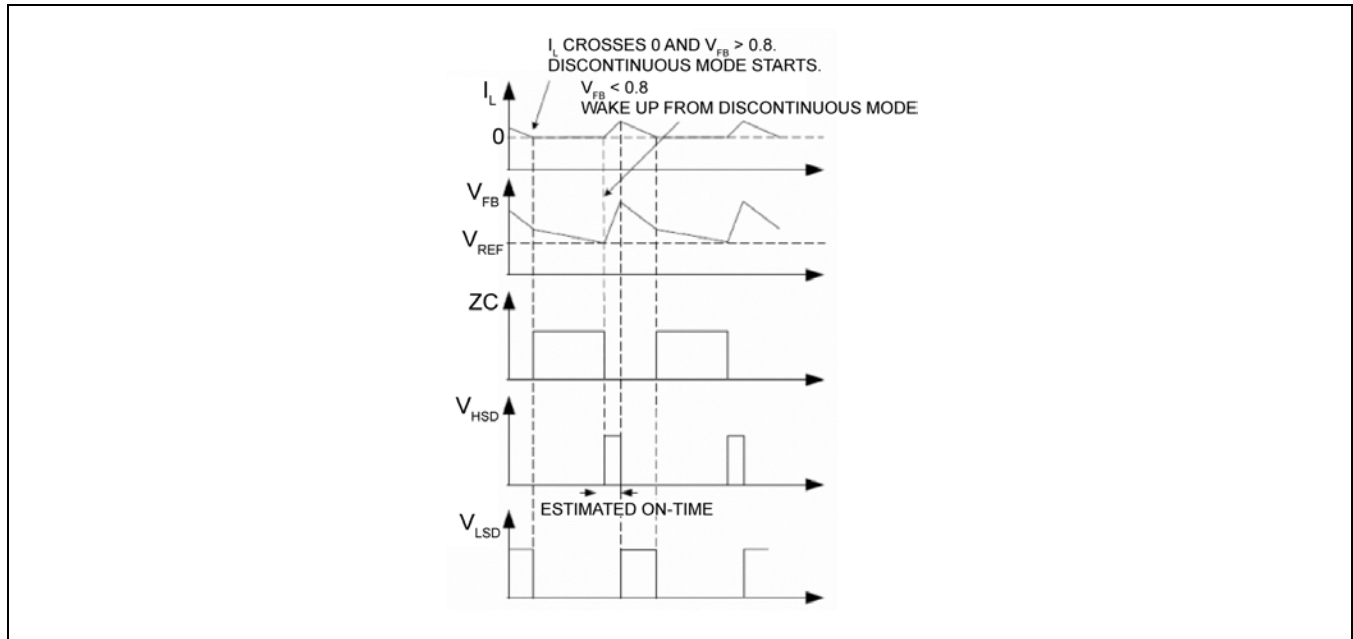 I_L CROSSES 0 AND V_FB > 0.8.
DISCONTINUOUS MODE STARTS.
V_FB < 0.8
WAKE UP FROM DISCONTINUOUS MODE
I_L
0
V_FB
V_REF
ZC
V_HSD
ESTIMATED ON-TIME
V_LSD